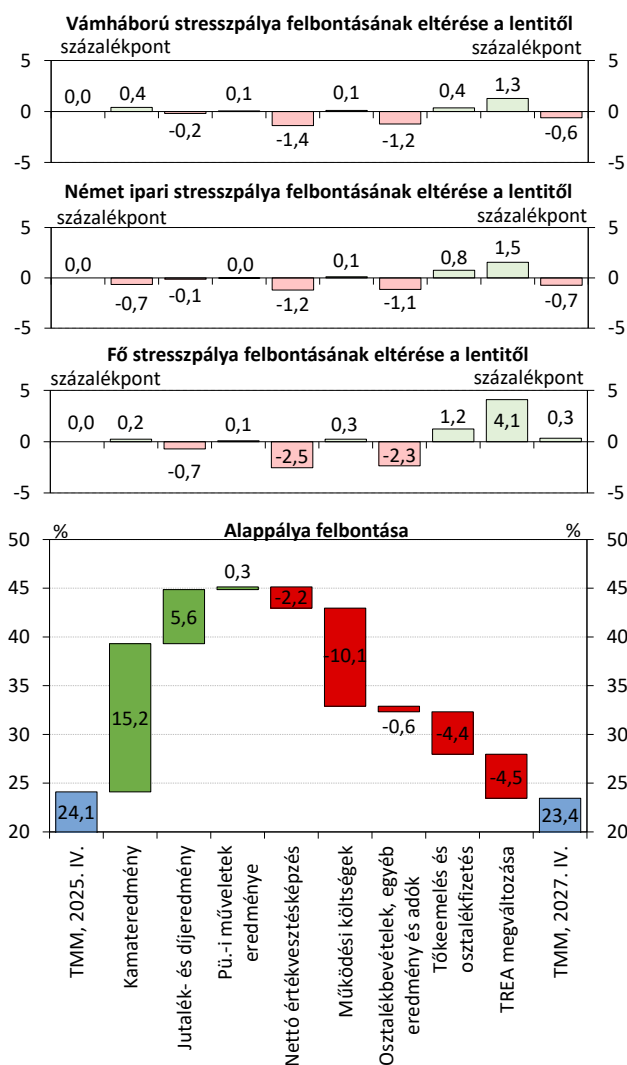 Vámháború stresszpálya felbontásának eltérése a lentitől
százalékpont százalékpont
5 5
0,0 0,4 -0,2 0,1 -1,4 0,1 -1,2 0,4 1,3 -0,6
0 0
-5 -5
Német ipari stresszpálya felbontásának eltérése a lentitől
százalékpont százalékpont
5 5
0,0 -0,7 -0,1 0,0 -1,2 0,1 -1,1 0,8 1,5 -0,7
0 0
-5 -5
Fő stresszpálya felbontásának eltérése a lentitől
százalékpont százalékpont
5 5
0,0 0,2 -0,7 0,1 -2,5 0,3 -2,3 1,2 4,1 0,3
0 0
-5 -5
% Alappálya felbontása %
50 50
45 45
40 40
35 35
30 30
25 25
20 20
24,1 15,2 5,6 0,3 -2,2 -10,1 -0,6 -4,4 -4,5 23,4
TMM, 2025. IV.
Kamateredmény
Jutalék- és díjeredmény
Pü.-i műveletek
eredménye
Nettó értékvesztésképzés
Működési költségek
Osztalékbevételek, egyéb
eredmény és adók
Tőkeemelés és
osztalékfizetés
TREA megváltozása
TMM, 2027. IV.